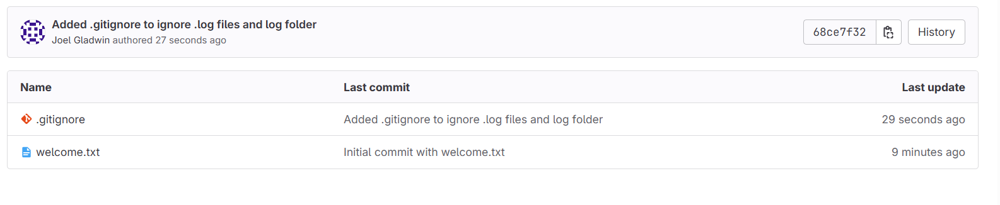 Added .gitignore to ignore .log files and log folder
Joel Gladwin authored 27 seconds ago
68ce7f32
History
Name Last commit Last update
.gitignore Added .gitignore to ignore .log files and log folder 29 seconds ago
welcome.txt Initial commit with welcome.txt 9 minutes ago